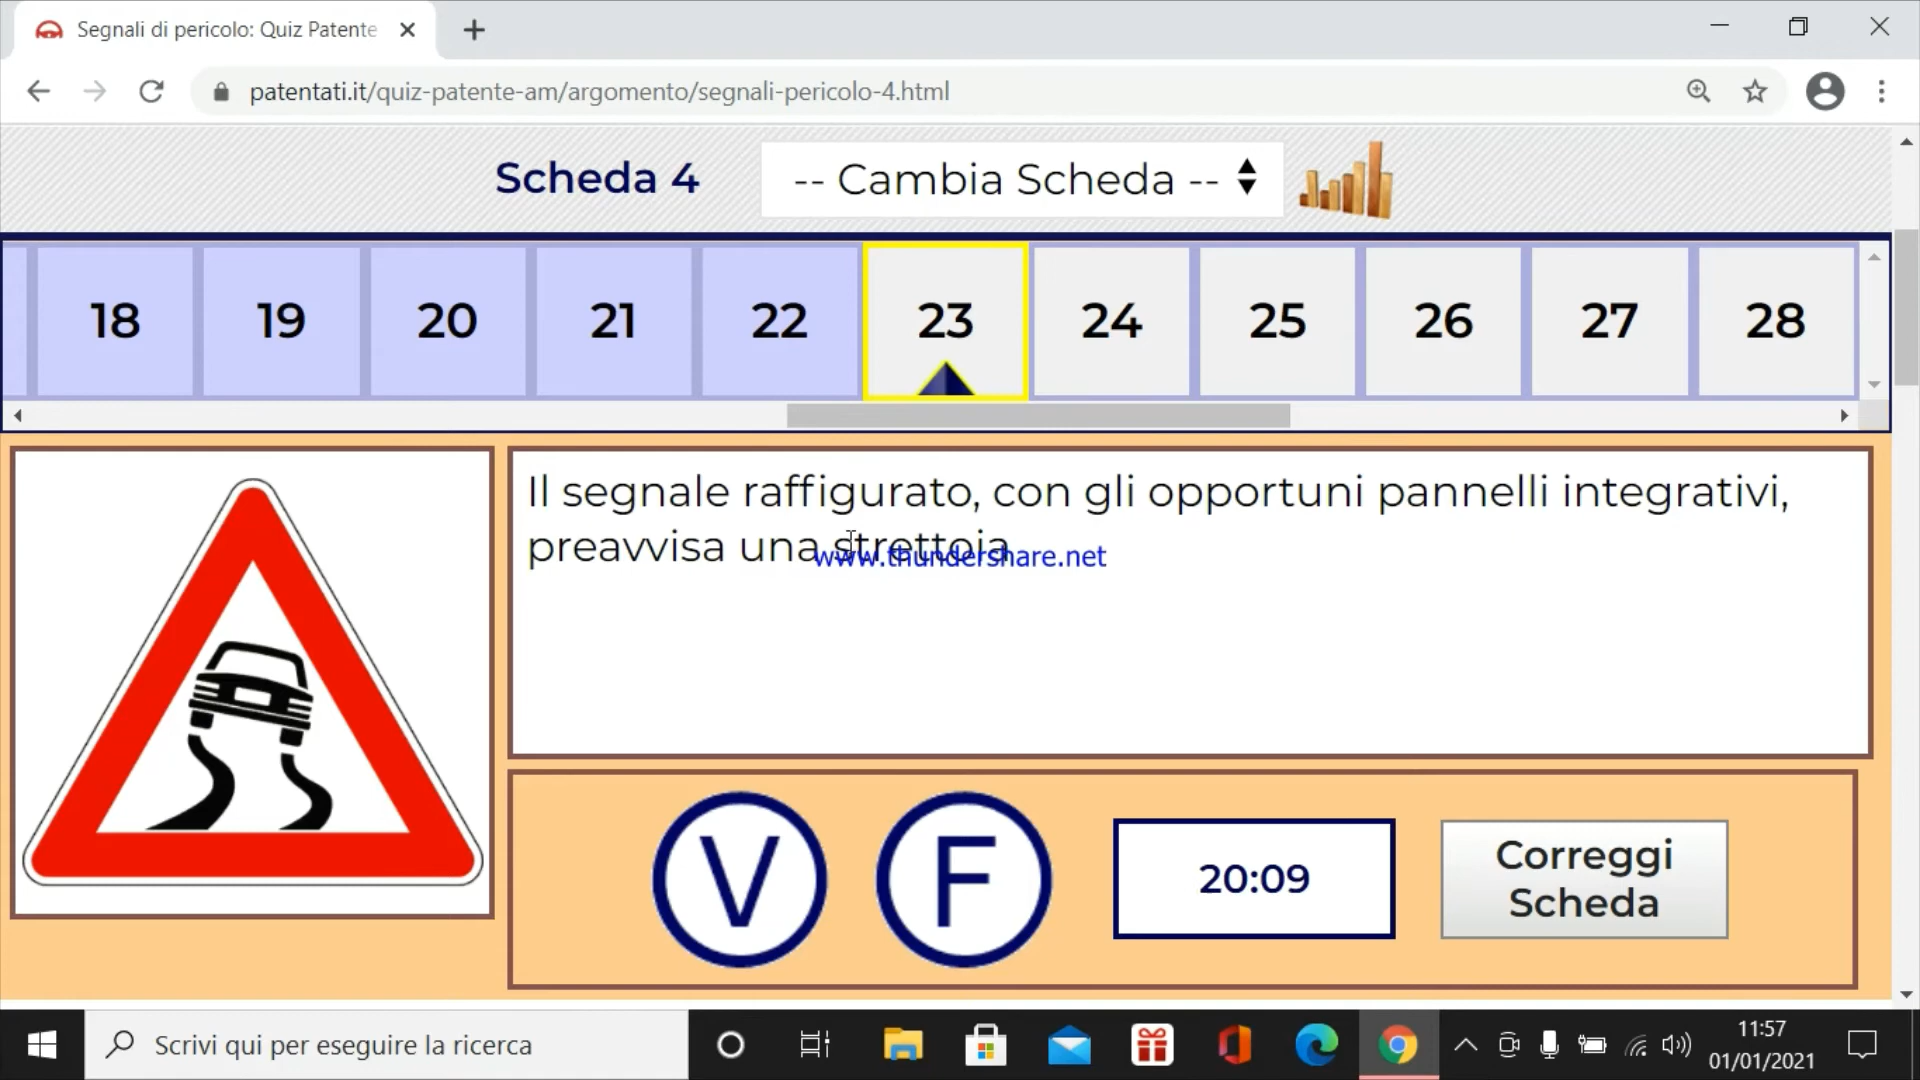 Segnali di pericolo: Quiz Patente
patentati.it/quiz-patente-am/argomento/segnali-pericolo-4.html
Scheda 4
-- Cambia Scheda --
18 19 20 21 22 23 24 25 26 27 28
Il segnale raffigurato, con gli opportuni pannelli integrativi,
preavvisa una strettoia
www.thundershare.net
V F 20:09 Correggi
Scheda
Scrivi qui per eseguire la ricerca
11:57
01/01/2021